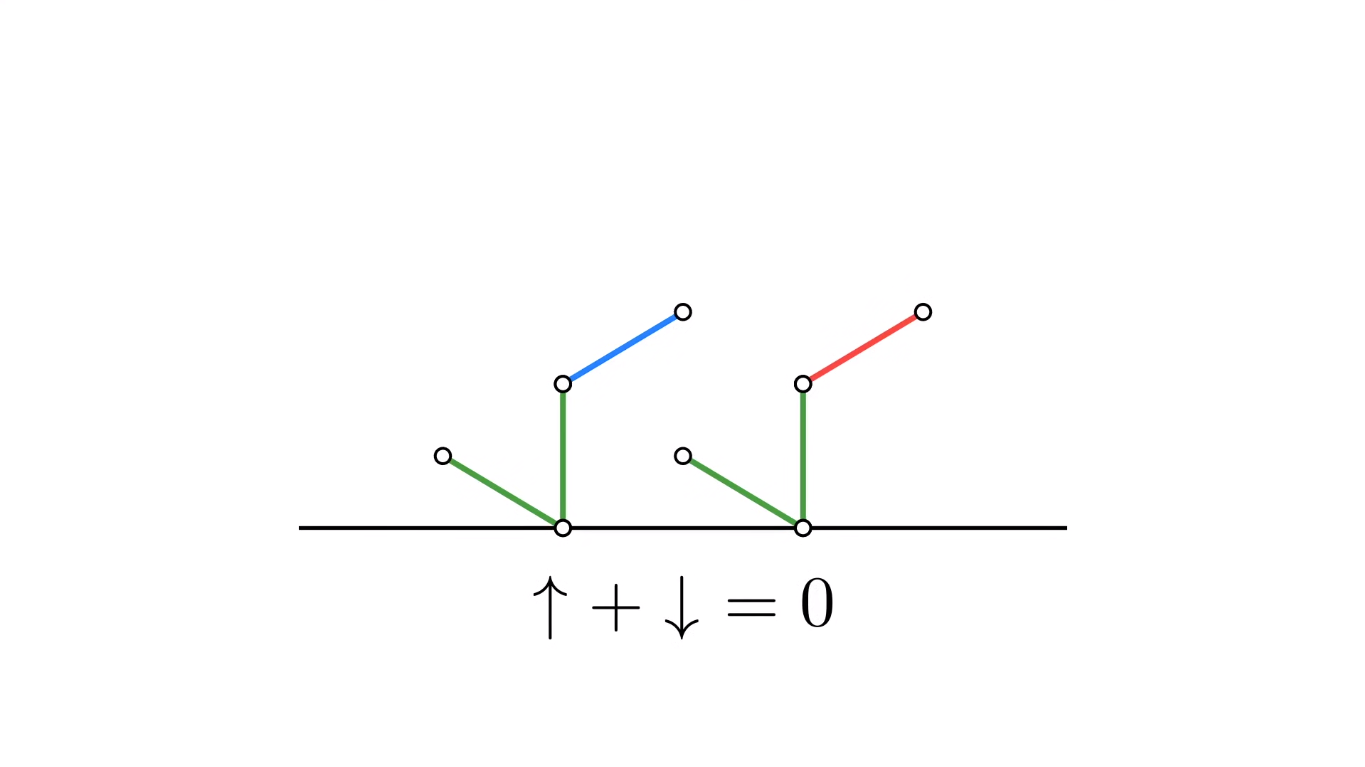 ↑ + ↓ = 0